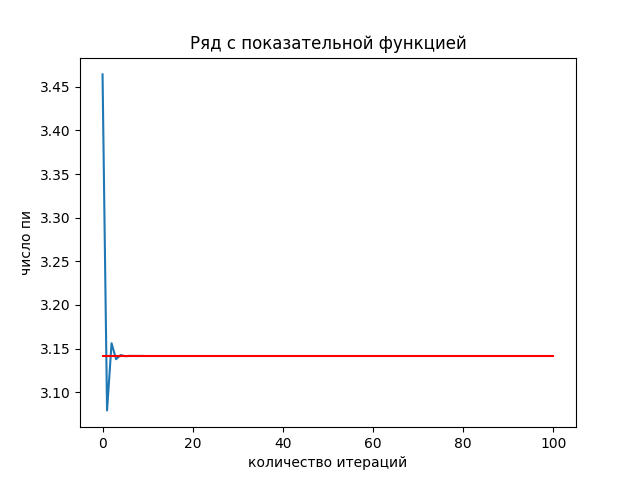 Ряд с показательной функцией
3.45
3.40
3.35
3.30
3.25
3.20
3.15
3.10
число пи
0 20 40 60 80 100
количество итераций